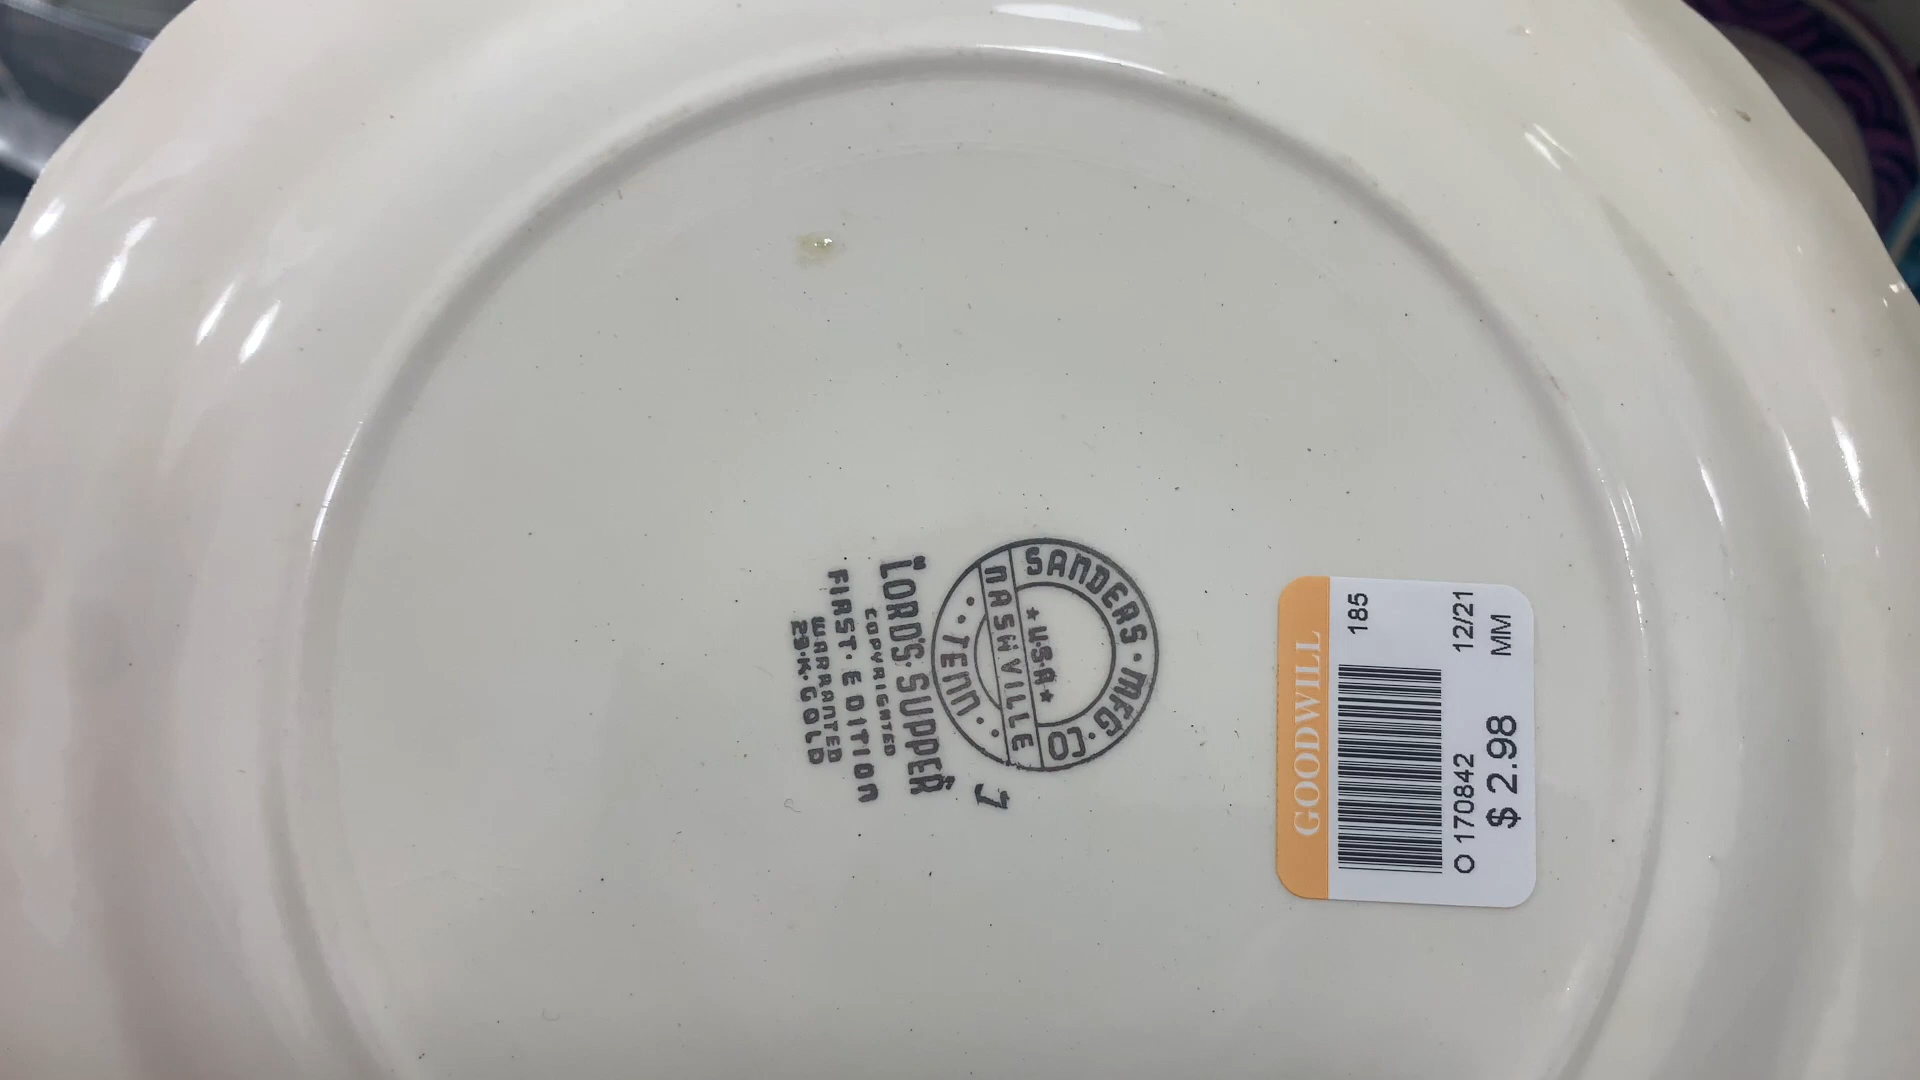 SANDERS·MFG·CO
★U·S·A★
NASHVILLE
·TENN·
"LORD'S·SUPPER"
COPYRIGHTED
FIRST·EDITION
WARRANTED
23·K·GOLD
GOODWILL
185
12/21
MM
O 170842
$ 2.98